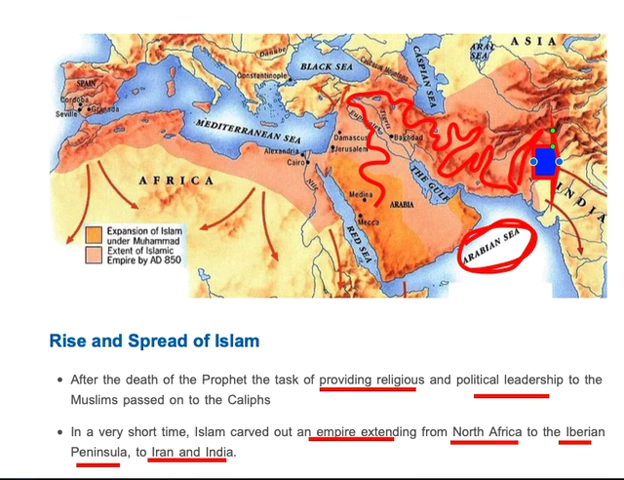 ASIA
ARAL
SEA
Danube
BLACK SEA
Constantinople
CASPIAN SEA
Caucasus Mountains
SPAIN
Cordoba
Granada
Seville
MEDITERRANEAN SEA
Euphrates
Tigris
Damascus
Baghdad
Jerusalem
Alexandria
Cairo
AFRICA
Nile
THE GULF
INDIA
Medina
ARABIA
Mecca
RED SEA
ARABIAN SEA
Expansion of Islam
under Muhammad
Extent of Islamic
Empire by AD 850
Rise and Spread of Islam
• After the death of the Prophet the task of providing religious and political leadership to the
Muslims passed on to the Caliphs
• In a very short time, Islam carved out an empire extending from North Africa to the Iberian
Peninsula, to Iran and India.